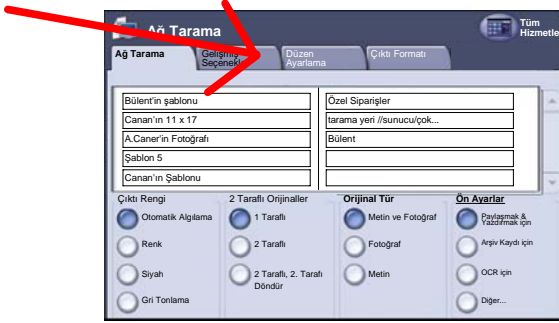 Ağ Tarama
Tüm
Hizmetle
Ağ Tarama
Gelişmiş
Seçenekl
Düzen
Ayarlama
Çıktı Formatı
Bülent'in şablonu
Özel Siparişler
Canan'ın 11 x 17
tarama yeri //sunucu/çok...
A.Caner'in Fotoğrafı
Bülent
Şablon 5
Canan'ın Şablonu
Çıktı Rengi
2 Taraflı Orijinaller
Orijinal Tür
Ön Ayarlar
Otomatik Algılama
1 Taraflı
Metin ve Fotoğraf
Paylaşmak &
Yazdırmak için
Renk
2 Taraflı
Fotoğraf
Arşiv Kaydı için
Siyah
2 Taraflı, 2. Tarafı
Döndür
Metin
OCR için
Gri Tonlama
Diğer...